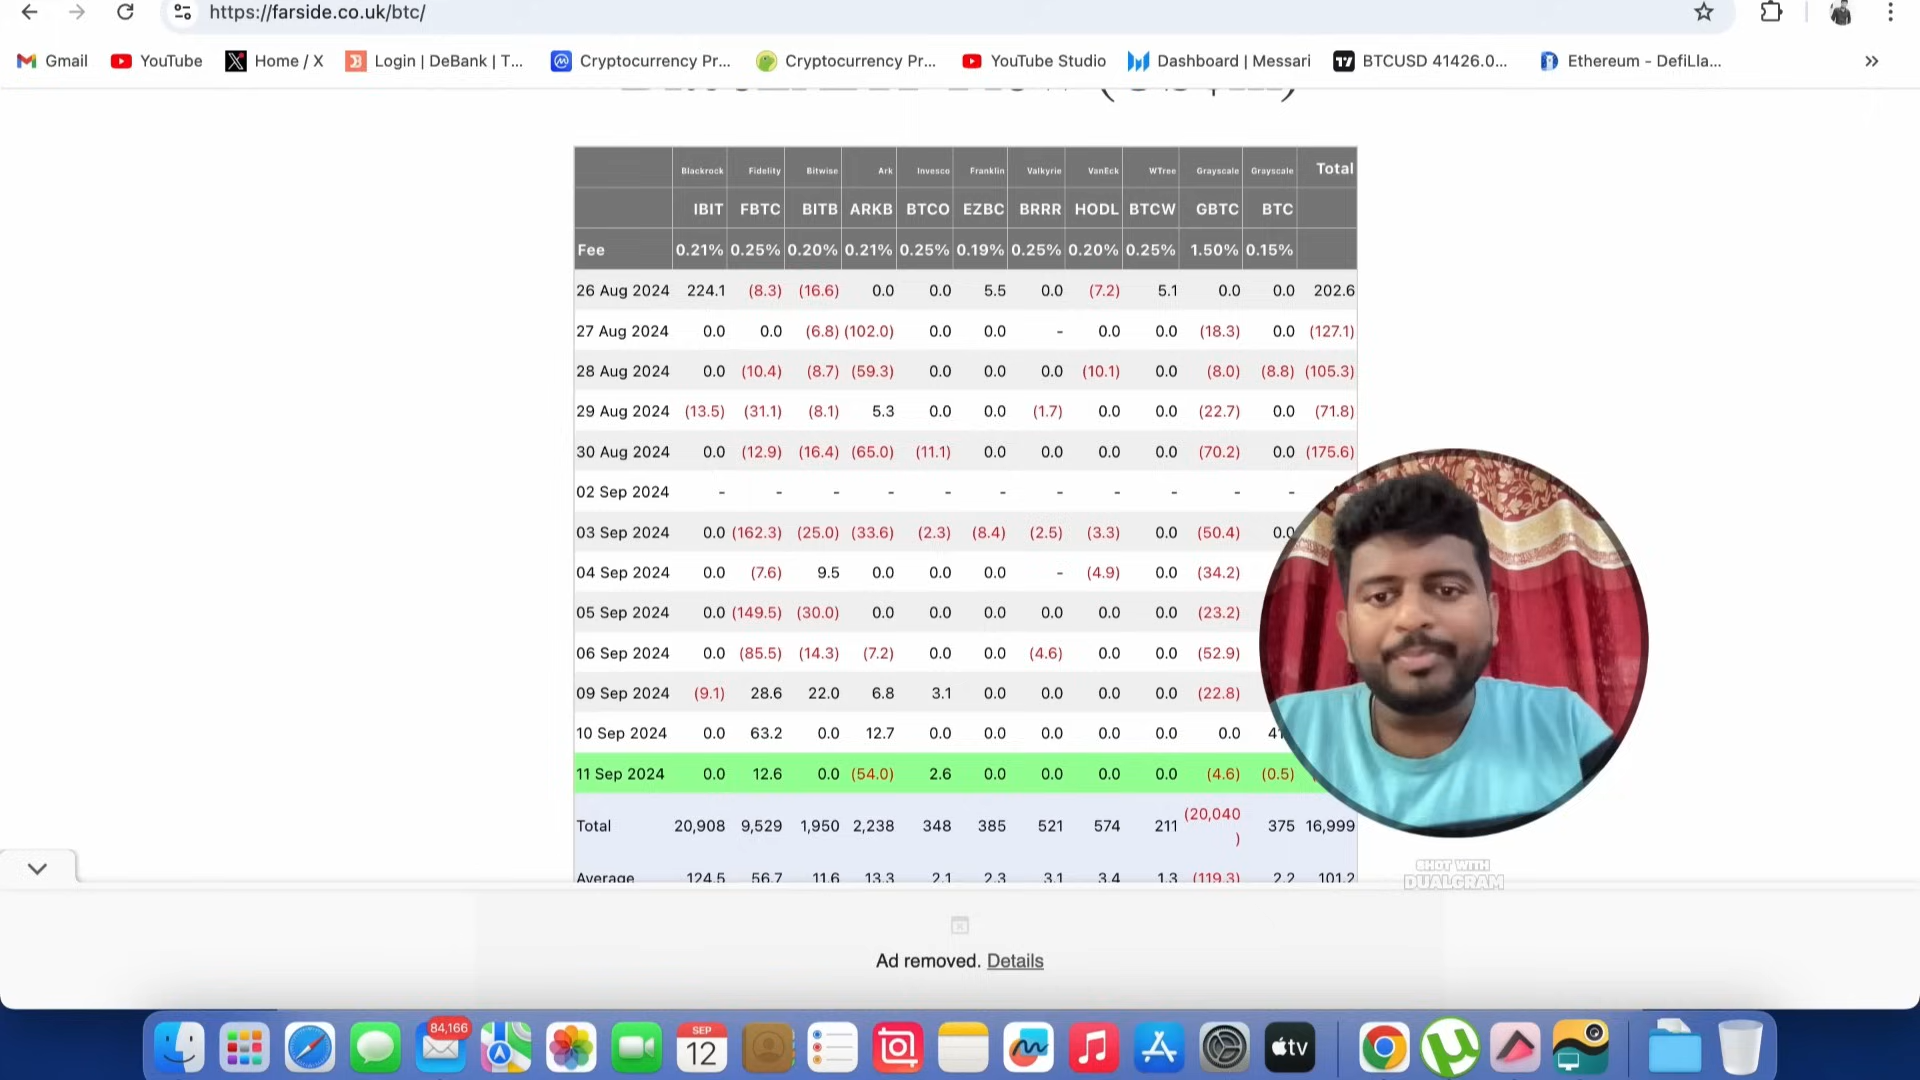 https://farside.co.uk/btc/
Gmail YouTube Home / X Login | DeBank | T... Cryptocurrency Pr... Cryptocurrency Pr... YouTube Studio Dashboard | Messari BTCUSD 41426.0... Ethereum - DefiLla... »
Blackrock Fidelity Bitwise Ark Invesco Franklin Valkyrie VanEck WTree Grayscale Grayscale Total
IBIT FBTC BITB ARKB BTCO EZBC BRRR HODL BTCW GBTC BTC
Fee 0.21% 0.25% 0.20% 0.21% 0.25% 0.19% 0.25% 0.20% 0.25% 1.50% 0.15%
26 Aug 2024 224.1 (8.3) (16.6) 0.0 0.0 5.5 0.0 (7.2) 5.1 0.0 0.0 202.6
27 Aug 2024 0.0 0.0 (6.8) (102.0) 0.0 0.0 - 0.0 0.0 (18.3) 0.0 (127.1)
28 Aug 2024 0.0 (10.4) (8.7) (59.3) 0.0 0.0 0.0 (10.1) 0.0 (8.0) (8.8) (105.3)
29 Aug 2024 (13.5) (31.1) (8.1) 5.3 0.0 0.0 (1.7) 0.0 0.0 (22.7) 0.0 (71.8)
30 Aug 2024 0.0 (12.9) (16.4) (65.0) (11.1) 0.0 0.0 0.0 0.0 (70.2) 0.0 (175.6)
02 Sep 2024 - - - - - - - - - - -
03 Sep 2024 0.0 (162.3) (25.0) (33.6) (2.3) (8.4) (2.5) (3.3) 0.0 (50.4) 0.0
04 Sep 2024 0.0 (7.6) 9.5 0.0 0.0 0.0 - (4.9) 0.0 (34.2)
05 Sep 2024 0.0 (149.5) (30.0) 0.0 0.0 0.0 0.0 0.0 0.0 (23.2)
06 Sep 2024 0.0 (85.5) (14.3) (7.2) 0.0 0.0 (4.6) 0.0 0.0 (52.9)
09 Sep 2024 (9.1) 28.6 22.0 6.8 3.1 0.0 0.0 0.0 0.0 (22.8)
10 Sep 2024 0.0 63.2 0.0 12.7 0.0 0.0 0.0 0.0 0.0 0.0
11 Sep 2024 0.0 12.6 0.0 (54.0) 2.6 0.0 0.0 0.0 0.0 (4.6) (0.5)
Total 20,908 9,529 1,950 2,238 348 385 521 574 211 (20,040) 375 16,999
Average 124.5 56.7 11.6 13.3 2.1 2.3 3.1 3.4 1.3 (119.3) 2.2 101.2
SHOT WITH
DUALGRAM
Ad removed. Details
84,166
SEP
12
tv